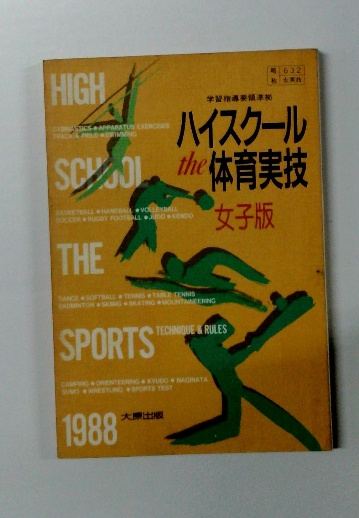 HIGH
学習指導要領準拠
ハイスクール
GYMNASTICS ● APPARATUS EXERCISES
TRACK & FIELD ● SWIMMING
SCHOOL
the 体育実技
女子版
BASKETBALL ● HANDBALL ● VOLLEYBALL
SOCCER ● RUGBY FOOTBALL ● JUDO ● KENDO
THE
DANCE ● SOFTBALL ● TENNIS ● TABLE TENNIS
BADMINTON ● SKIING ● SKATING ● MOUNTAINEERING
SPORTS TECHNIQUE & RULES
CAMPING ● ORIENTEERING ● KYUDO ● NAGINATA
SUMO ● WRESTLING ● SPORTS TEST
1988 大原出版